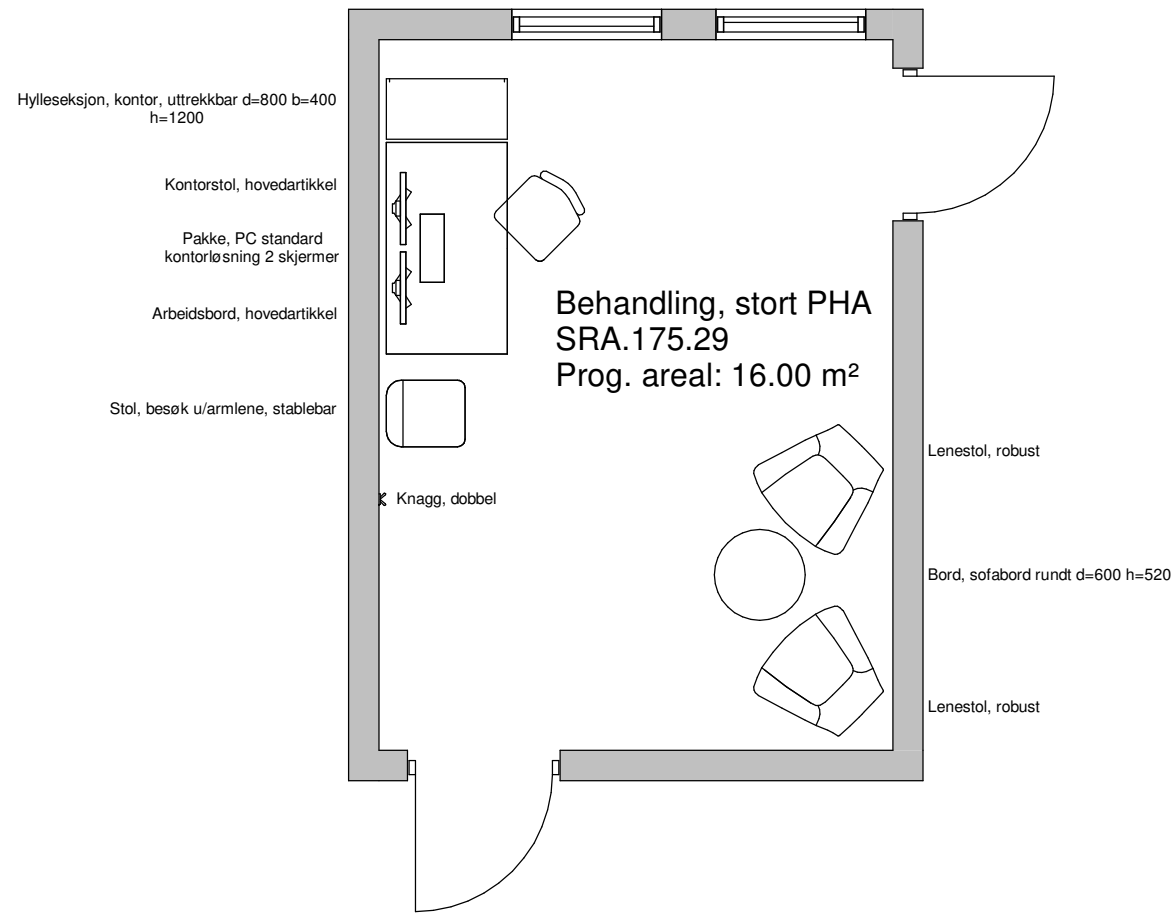 Hylleseksjon, kontor, uttrekkbar d=800 b=400
h=1200
Kontorstol, hovedartikkel
Pakke, PC standard
kontorløsning 2 skjermer
Arbeidsbord, hovedartikkel
Behandling, stort PHA
SRA.175.29
Prog. areal: 16.00 m²
Stol, besøk u/armlene, stablebar
Lenestol, robust
Knagg, dobbel
Bord, sofabord rundt d=600 h=520
Lenestol, robust